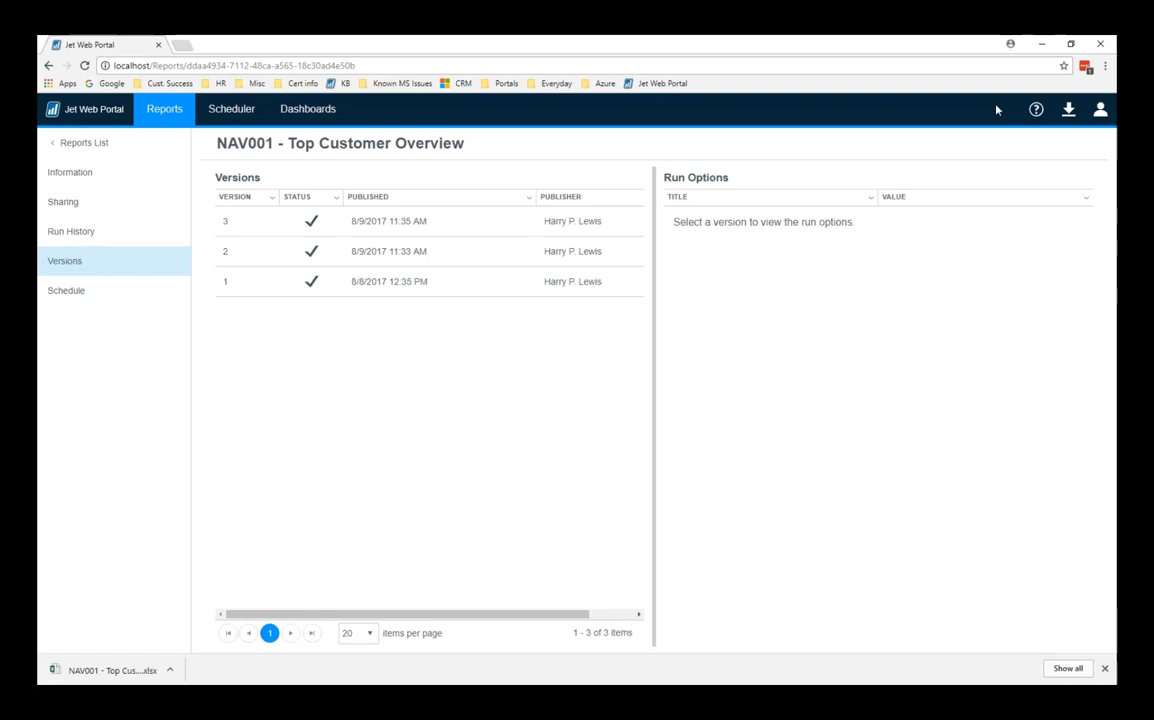 Jet Web Portal
localhost/Reports/ddaa4934-7112-48ca-a565-18c30ad4e50b
Apps Google Cust. Success HR Misc Cert info KB Known MS Issues CRM Portals Everyday Azure Jet Web Portal
Jet Web Portal Reports Scheduler Dashboards
Reports List
Information
Sharing
Run History
Versions
Schedule
NAV001 - Top Customer Overview
Versions
VERSION STATUS PUBLISHED PUBLISHER
3 8/9/2017 11:35 AM Harry P. Lewis
2 8/9/2017 11:33 AM Harry P. Lewis
1 8/8/2017 12:35 PM Harry P. Lewis
1 20 items per page 1 - 3 of 3 items
Run Options
TITLE VALUE
Select a version to view the run options.
NAV001 - Top Cus....xlsx
Show all